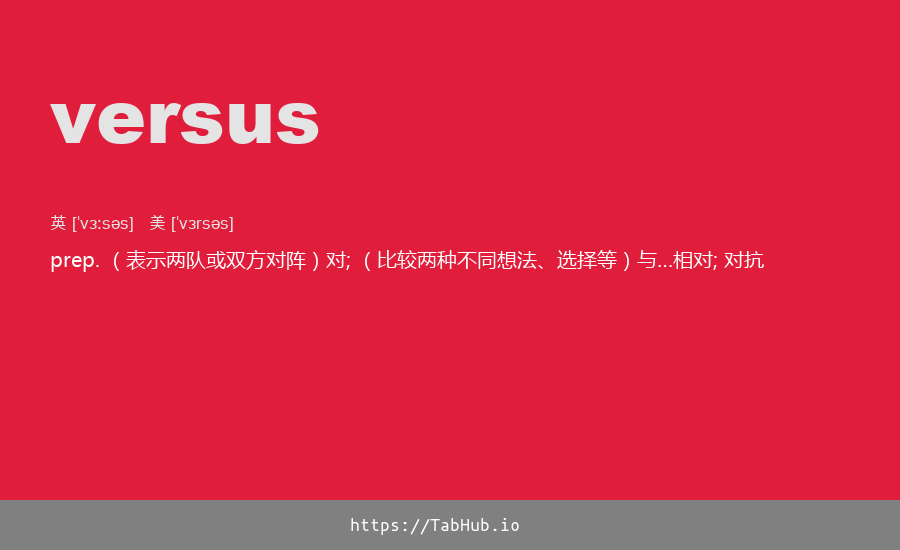 versus
英 [ˈvɜːsəs] 美 [ˈvɜrsəs]
prep. （表示两队或双方对阵）对; （比较两种不同想法、选择等）与...相对; 对抗
https://TabHub.io